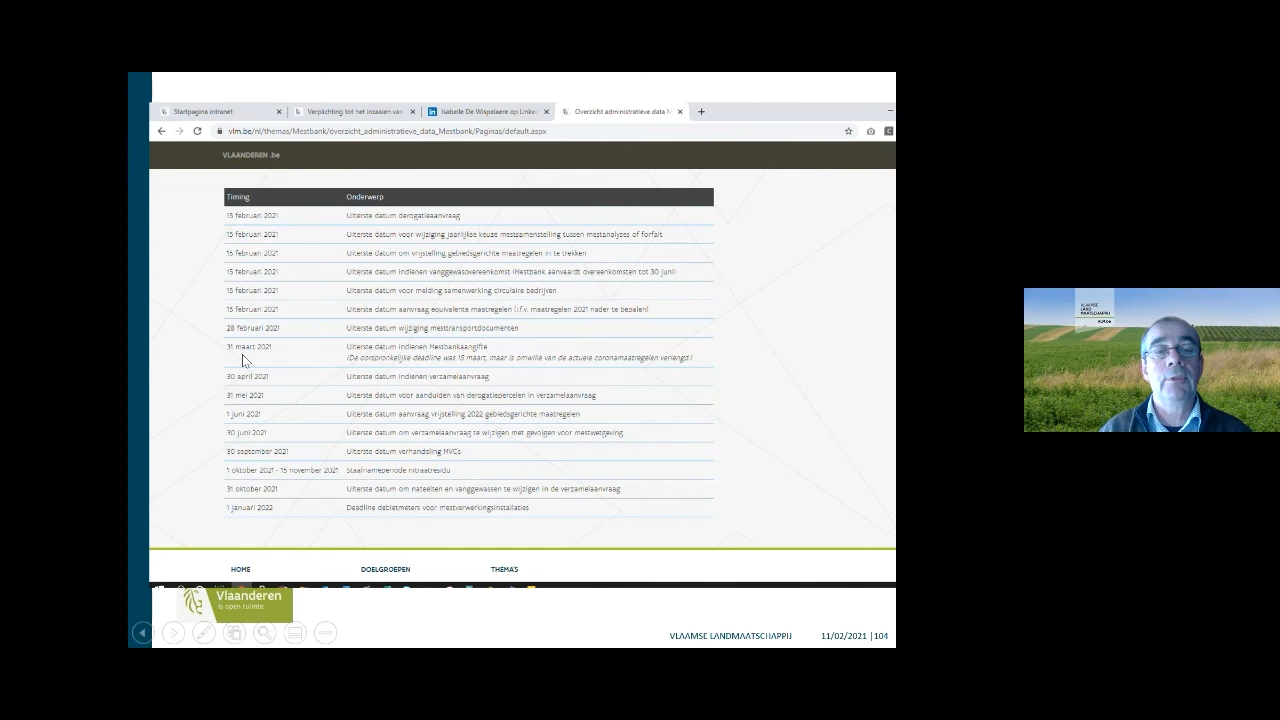 Startpagina intranet
Verplichting tot het inzaaien van
Isabelle De Wispelaere op Linke
Overzicht administratieve data M
vlm.be/nl/themas/Mestbank/overzicht_administratieve_data_Mestbank/Paginas/default.aspx
VLAANDEREN.be
Timing Onderwerp
15 februari 2021 Uiterste datum derogatieaanvraag
15 februari 2021 Uiterste datum voor wijziging jaarlijkse keuze mestsamenstelling tussen mestanalyses of forfait
15 februari 2021 Uiterste datum om vrijstelling gebiedsgerichte maatregelen in te trekken
15 februari 2021 Uiterste datum indienen vanggewasovereenkomst (Mestbank aanvaardt overeenkomsten tot 30 juni)
15 februari 2021 Uiterste datum voor melding samenwerking circulaire bedrijven
15 februari 2021 Uiterste datum aanvraag equivalente maatregelen (i.f.v. maatregelen 2021 nader te bepalen)
28 februari 2021 Uiterste datum wijziging mesttransportdocumenten
31 maart 2021 Uiterste datum indienen Mestbankaangifte
(De oorspronkelijke deadline was 15 maart, maar is omwille van de actuele coronamaatregelen verlengd.)
30 april 2021 Uiterste datum indienen verzamelaanvraag
31 mei 2021 Uiterste datum voor aanduiden van derogatiepercelen in verzamelaanvraag
1 juni 2021 Uiterste datum aanvraag vrijstelling 2022 gebiedsgerichte maatregelen
30 juni 2021 Uiterste datum om verzamelaanvraag te wijzigen met gevolgen voor mestwetgeving
30 september 2021 Uiterste datum verhandeling MVC's
1 oktober 2021 - 15 november 2021 Staalnameperiode nitraatresidu
31 oktober 2021 Uiterste datum om nateelten en vanggewassen te wijzigen in de verzamelaanvraag
1 januari 2022 Deadline debietmeters voor mestverwerkingsinstallaties
HOME DOELGROEPEN THEMA'S
Vlaanderen
is open ruimte
VLAAMSE LANDMAATSCHAPPIJ 11/02/2021 |104
VLAAMSE
LAND
MAATSCHAPPIJ
VLM.be